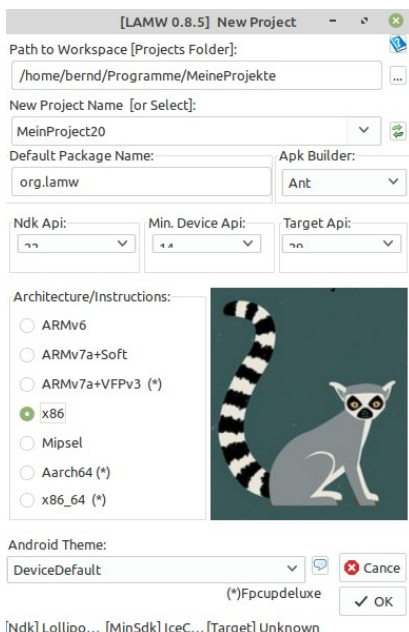 [LAMW 0.8.5] New Project
Path to Workspace [Projects Folder]:
/home/bernd/Programme/MeineProjekte
...
New Project Name [or Select]:
MeinProject20
Default Package Name: Apk Builder:
org.lamw Ant
Ndk Api: Min. Device Api: Target Api:
Architecture/Instructions:
ARMv6
ARMv7a+Soft
ARMv7a+VFPv3 (*)
x86
Mipsel
Aarch64 (*)
x86_64 (*)
Android Theme:
DeviceDefault Cance
(*)Fpcupdeluxe OK
[Ndk] Lollipo... [MinSdk] IceC... [Target] Unknown